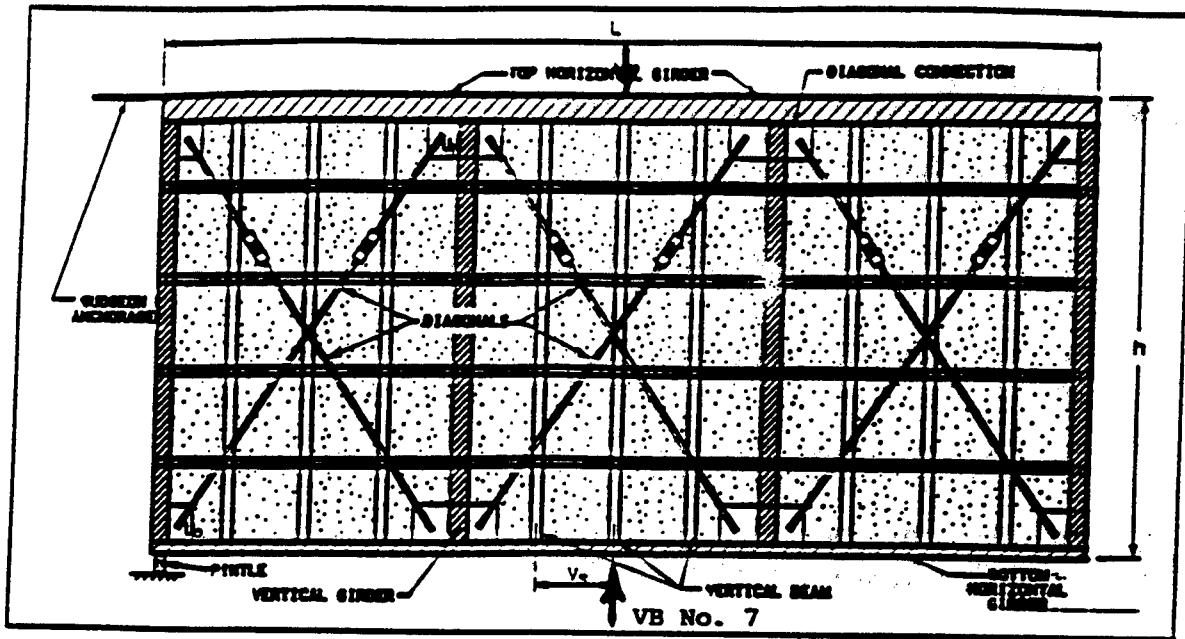 L
TOP HORIZONTAL GIRDER
DIAGONAL CONNECTION
GUDGEON
ANCHORAGE
DIAGONALS
h
PINTLE
VERTICAL GIRDER
VERTICAL BEAM
BOTTOM
HORIZONTAL
GIRDER
VB No. 7